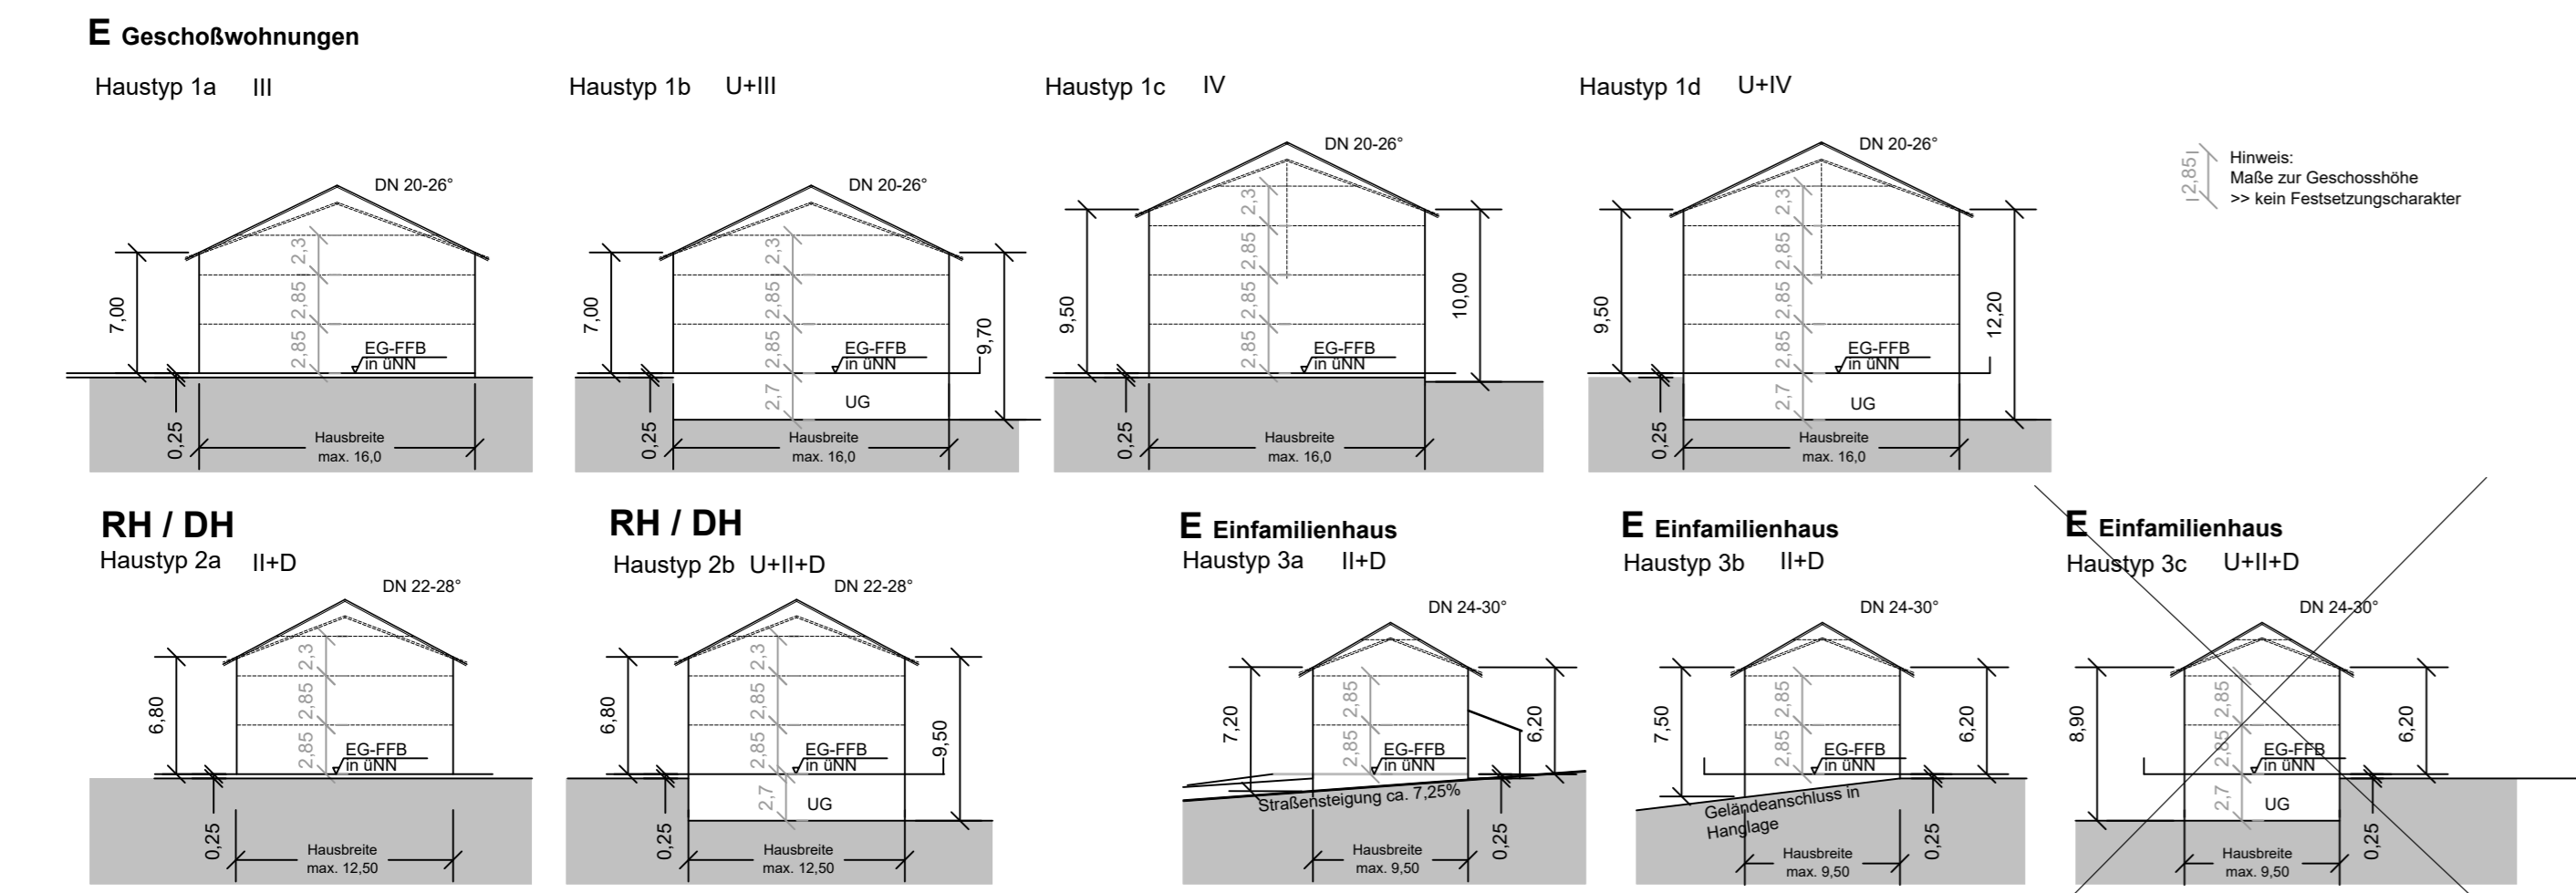 E Geschoßwohnungen
Haustyp 1a III
DN 20-26°
7,00
2,3
2,85
2,85
EG-FFB
in üNN
0,25
Hausbreite
max. 16,0
Haustyp 1b U+III
DN 20-26°
7,00
2,3
2,85
2,85
2,7
EG-FFB
in üNN
UG
9,70
0,25
Hausbreite
max. 16,0
Haustyp 1c IV
DN 20-26°
9,50
2,3
2,85
2,85
2,85
EG-FFB
in üNN
10,00
0,25
Hausbreite
max. 16,0
Haustyp 1d U+IV
DN 20-26°
9,50
2,3
2,85
2,85
2,85
2,7
EG-FFB
in üNN
UG
12,20
0,25
Hausbreite
max. 16,0
2,85
Hinweis:
Maße zur Geschosshöhe
>> kein Festsetzungscharakter
RH / DH
Haustyp 2a II+D
DN 22-28°
6,80
2,3
2,85
2,85
EG-FFB
in üNN
0,25
Hausbreite
max. 12,50
RH / DH
Haustyp 2b U+II+D
DN 22-28°
6,80
2,3
2,85
2,85
2,7
EG-FFB
in üNN
UG
9,50
0,25
Hausbreite
max. 12,50
E Einfamilienhaus
Haustyp 3a II+D
DN 24-30°
7,20
2,85
2,85
EG-FFB
in üNN
6,20
Straßensteigung ca. 7,25%
0,25
Hausbreite
max. 9,50
E Einfamilienhaus
Haustyp 3b II+D
DN 24-30°
7,50
2,85
2,85
EG-FFB
in üNN
6,20
Geländeanschluss in
Hanglage
0,25
Hausbreite
max. 9,50
E Einfamilienhaus
Haustyp 3c U+II+D
DN 24-30°
8,90
2,85
2,85
2,7
EG-FFB
in üNN
UG
6,20
0,25
Hausbreite
max. 9,50